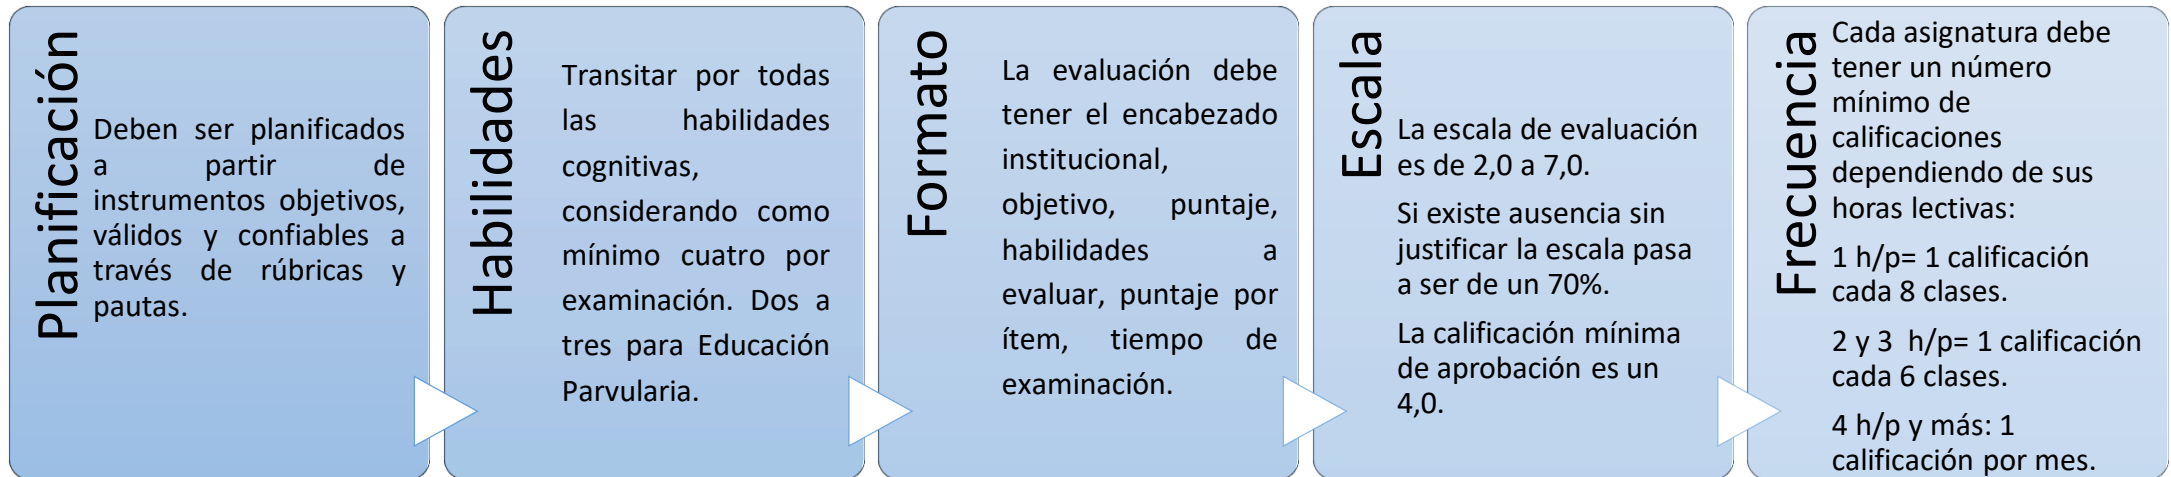 Planificación
Deben ser planificados
a partir de
instrumentos objetivos,
válidos y confiables a
través de rúbricas y
pautas.
Habilidades
Transitar por todas
las habilidades
cognitivas,
considerando como
mínimo cuatro por
examinación. Dos a
tres para Educación
Parvularia.
Formato
La evaluación debe
tener el encabezado
institucional,
objetivo, puntaje,
habilidades a
evaluar, puntaje por
ítem, tiempo de
examinación.
Escala
La escala de evaluación
es de 2,0 a 7,0.
Si existe ausencia sin
justificar la escala pasa
a ser de un 70%.
La calificación mínima
de aprobación es un
4,0.
Frecuencia
Cada asignatura debe
tener un número
mínimo de
calificaciones
dependiendo de sus
horas lectivas:
1 h/p= 1 calificación
cada 8 clases.
2 y 3 h/p= 1 calificación
cada 6 clases.
4 h/p y más: 1
calificación por mes.